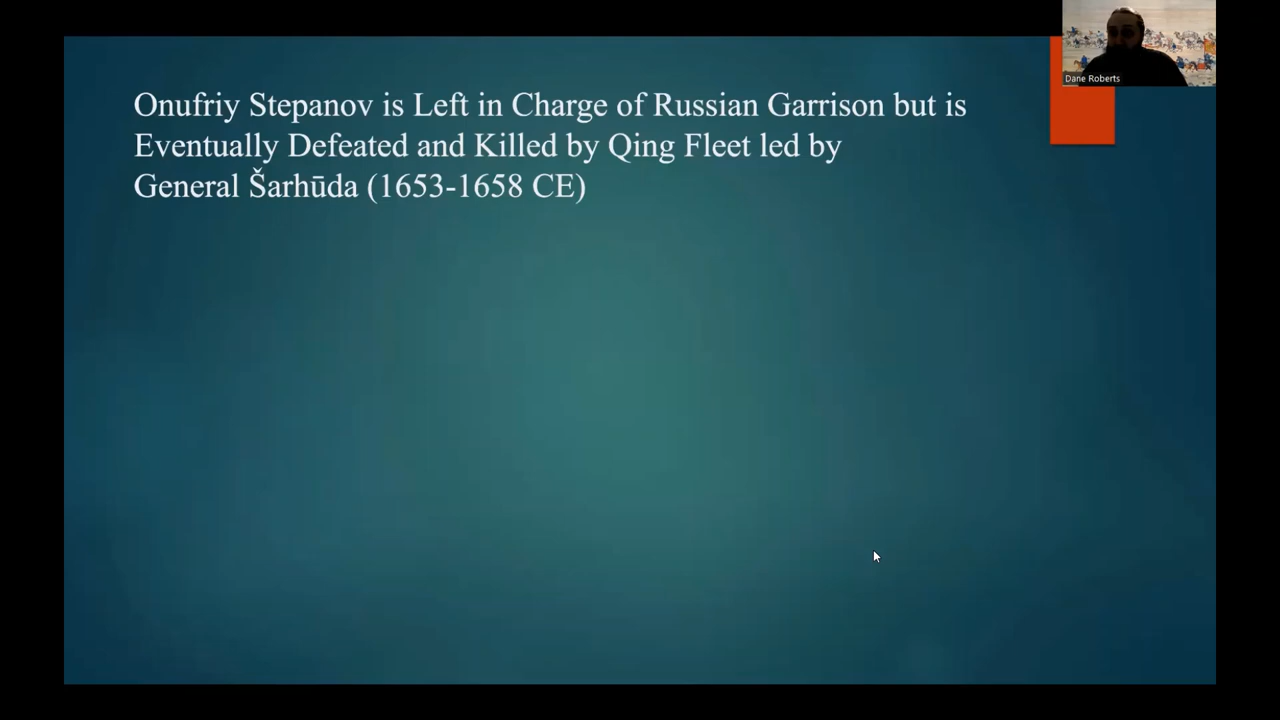 Onufriy Stepanov is Left in Charge of Russian Garrison but is
Eventually Defeated and Killed by Qing Fleet led by
General Šarhūda (1653-1658 CE)
Dane Roberts